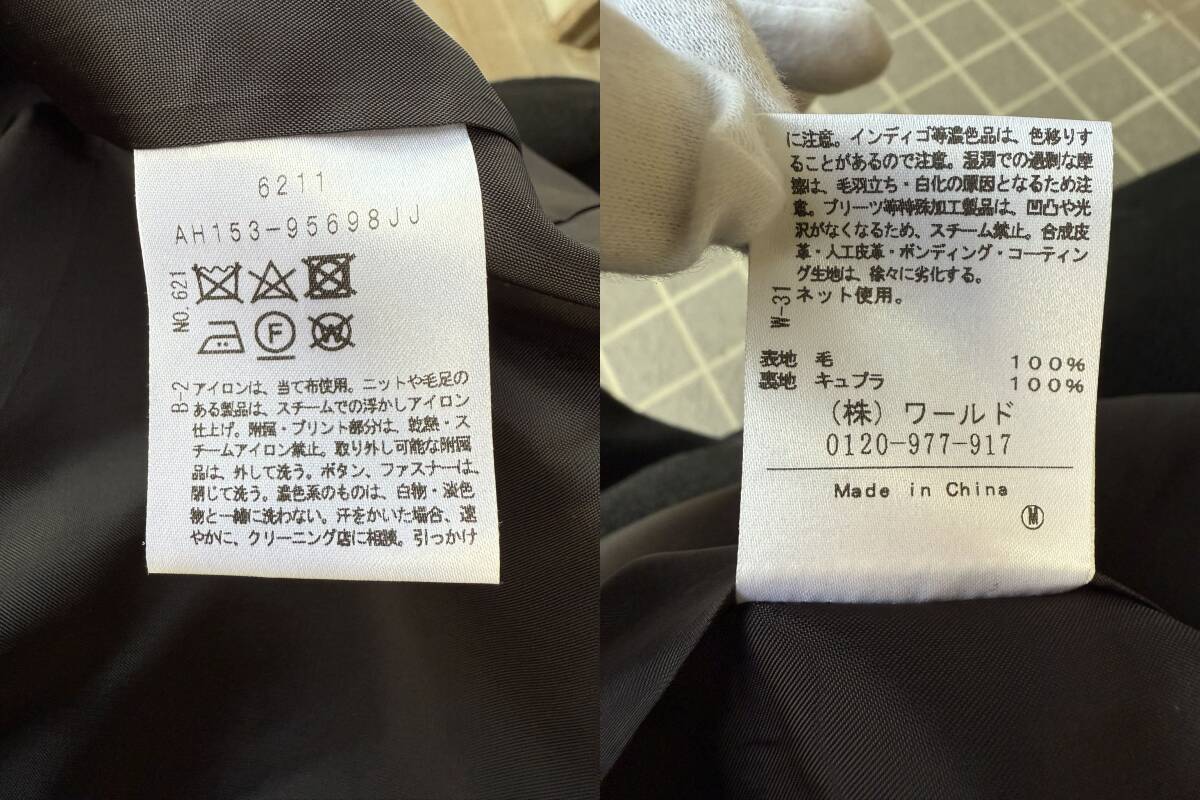 6211
AH153-95698JJ
NO.621
F
W
B-2
アイロンは、当て布使用。ニットや毛足の
ある製品は、スチームでの浮かしアイロン
仕上げ。附属・プリント部分は、乾熱・ス
チームアイロン禁止。取り外し可能な附属
品は、外して洗う。ボタン、ファスナーは、
閉じて洗う。濃色系のものは、白物・淡色
物と一緒に洗わない。汗をかいた場合、速
やかに、クリーニング店に相談。引っかけ
に注意。インディゴ等濃色品は、色移りす
ることがあるので注意。湿潤での過剰な摩
擦は、毛羽立ち・白化の原因となるため注
意。プリーツ等特殊加工製品は、凹凸や光
沢がなくなるため、スチーム禁止。合成皮
革・人工皮革・ボンディング・コーティン
グ生地は、徐々に劣化する。
W-31
ネット使用。
表地 毛 100%
裏地 キュプラ 100%
(株) ワールド
0120-977-917
Made in China
M